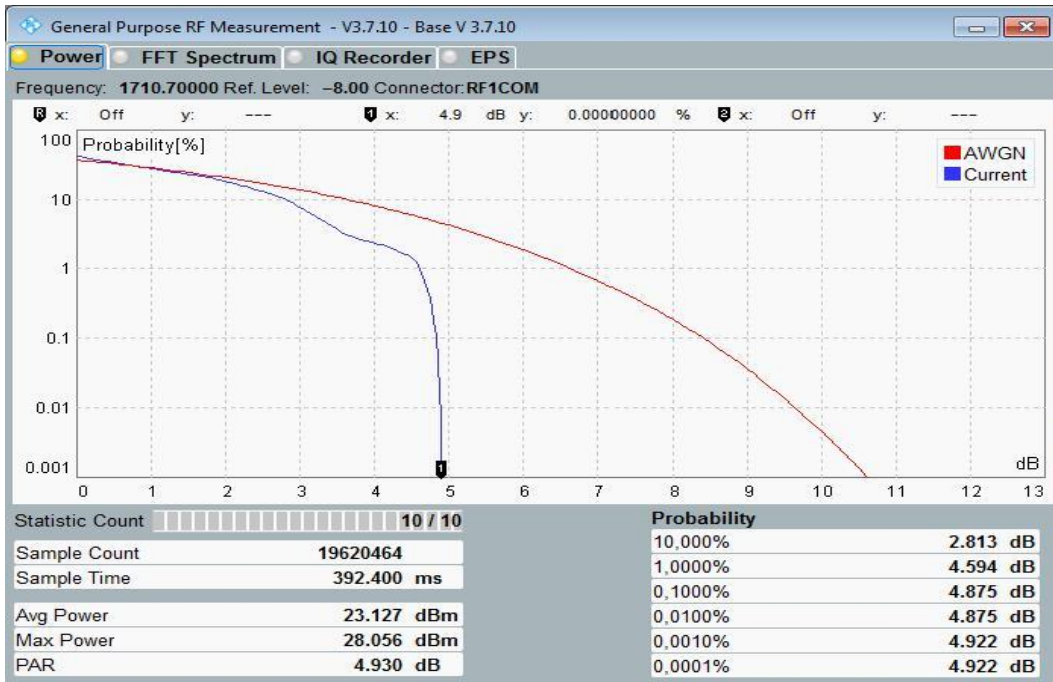 General Purpose RF Measurement - V3.7.10 - Base V 3.7.10
Power FFT Spectrum IQ Recorder EPS
Frequency: 1710.70000 Ref. Level: −8.00 Connector: RF1COM
R x: Off y: --- 1 x: 4.9 dB y: 0.00000000 % 2 x: Off y: ---
Probability[%]
AWGN
Current
100
10
1
0.1
0.01
0.001
1
dB
0 1 2 3 4 5 6 7 8 9 10 11 12 13
Statistic Count 10 / 10
Sample Count 19620464
Sample Time 392.400 ms
Avg Power 23.127 dBm
Max Power 28.056 dBm
PAR 4.930 dB
Probability
10,000% 2.813 dB
1,0000% 4.594 dB
0,1000% 4.875 dB
0,0100% 4.875 dB
0,0010% 4.922 dB
0,0001% 4.922 dB